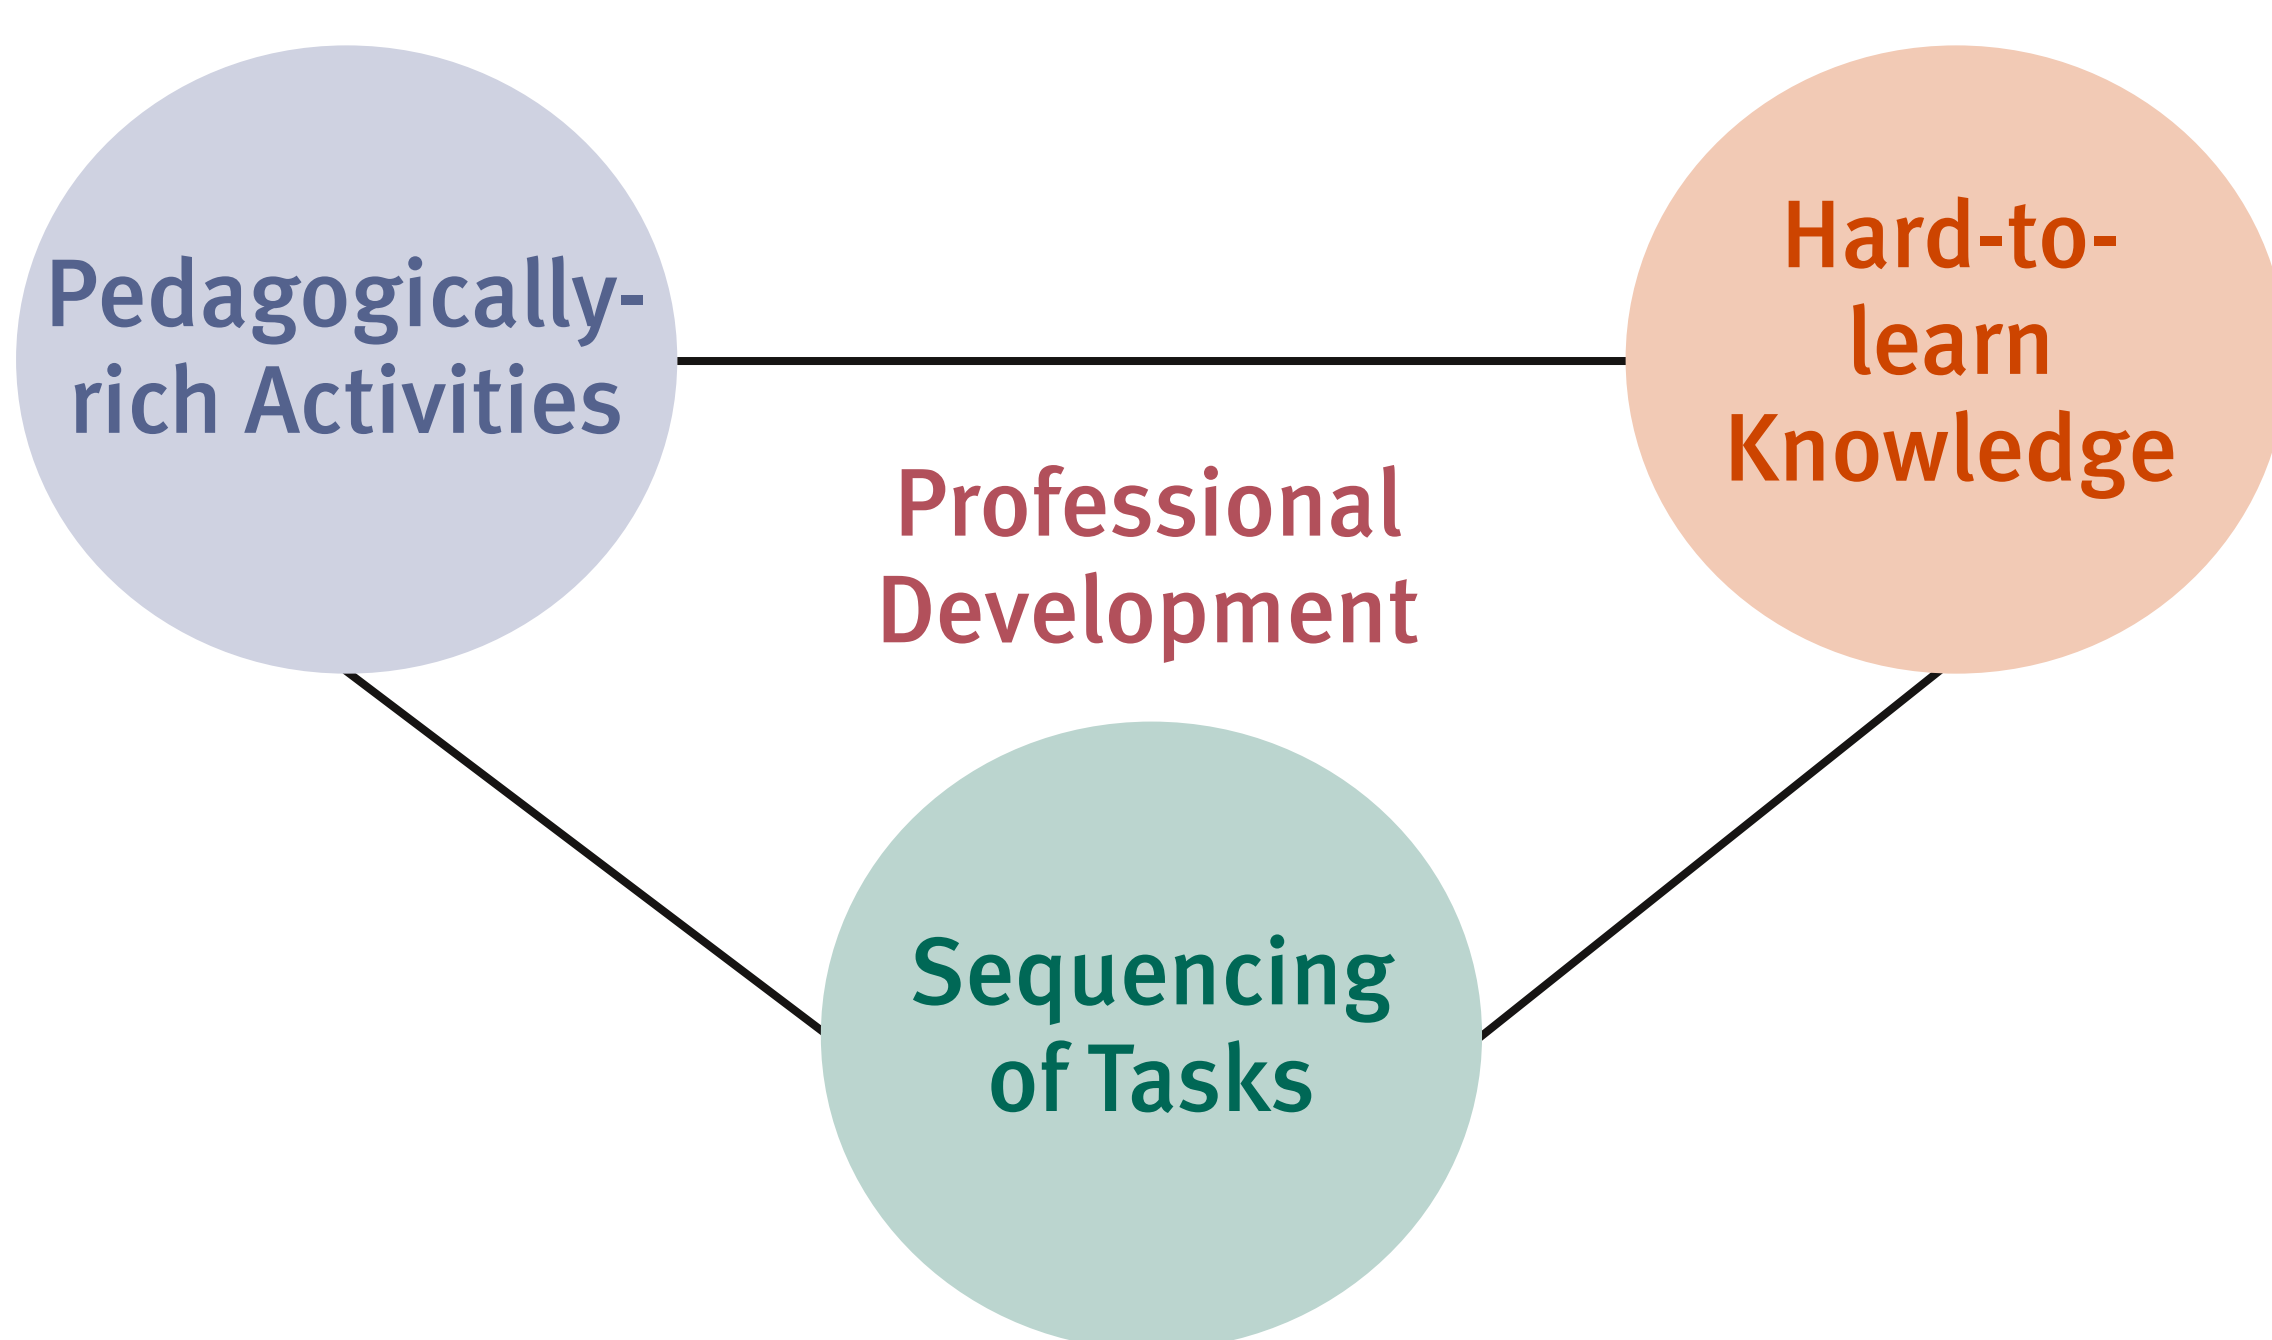 Pedagogically-
rich Activities
Hard-to-
learn
Knowledge
Professional
Development
Sequencing
of Tasks